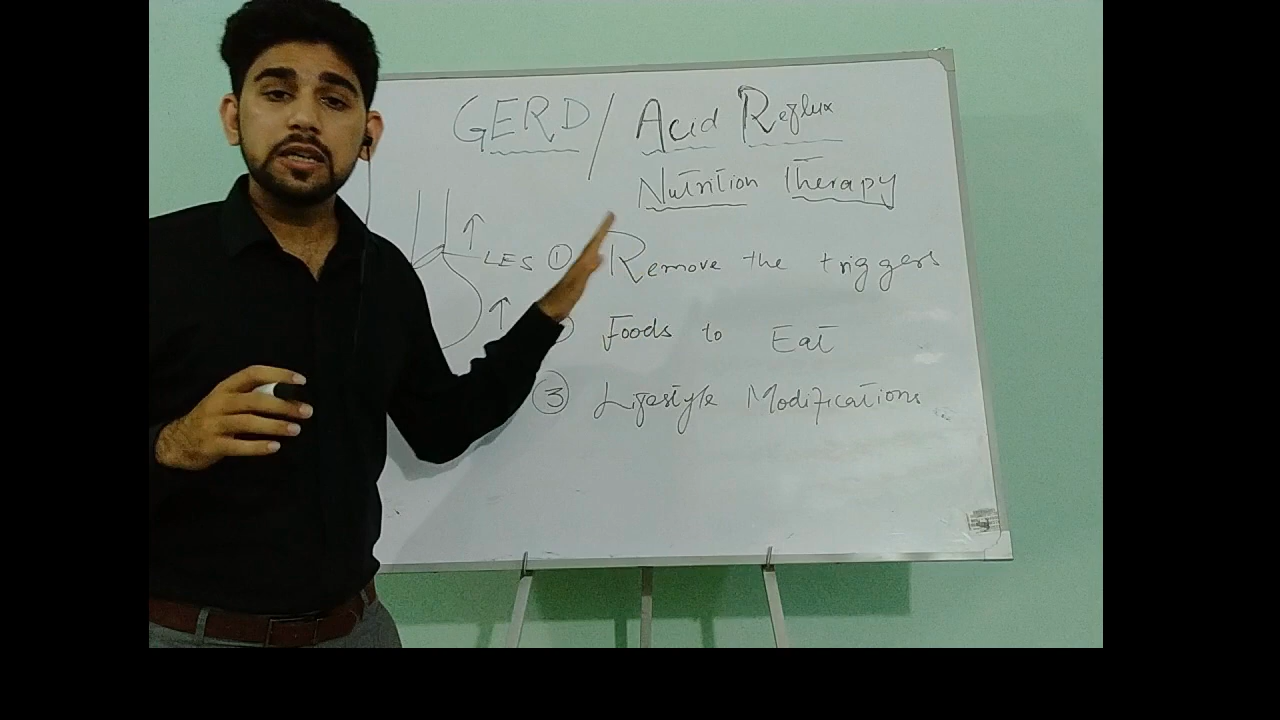 GERD / Acid Reflux
Nutrition Therapy
LES ① Remove the triggers
Foods to Eat
③ Lifestyle Modifications